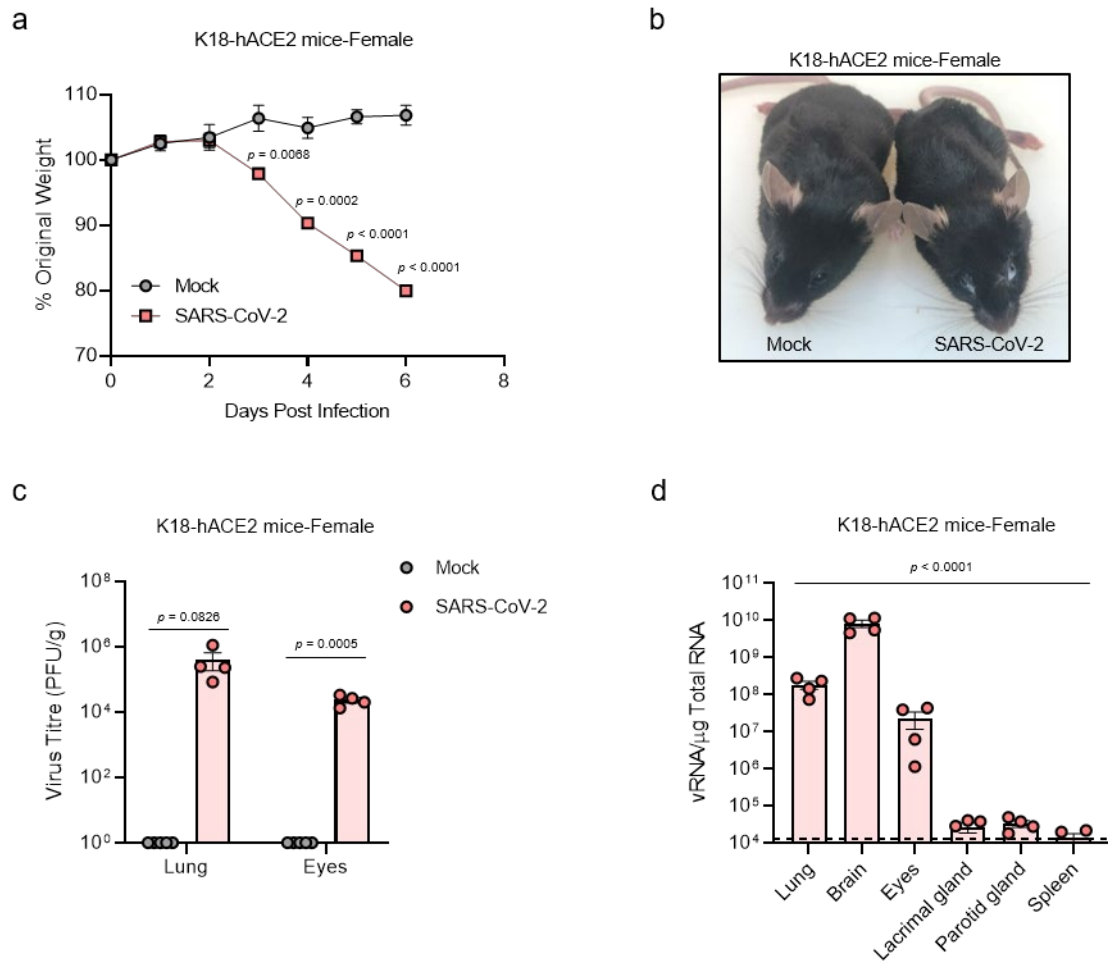 a
K18-hACE2 mice-Female
110
100
90
80
70
% Original Weight
p = 0.0068
p = 0.0002
p < 0.0001
p < 0.0001
Mock
SARS-CoV-2
0
2
4
6
8
Days Post Infection
b
K18-hACE2 mice-Female
Mock
SARS-CoV-2
c
K18-hACE2 mice-Female
Mock
SARS-CoV-2
10⁸
10⁶
10⁴
10²
10⁰
Virus Titre (PFU/g)
p = 0.0826
p = 0.0005
Lung
Eyes
d
K18-hACE2 mice-Female
p < 0.0001
10¹¹
10¹⁰
10⁹
10⁸
10⁷
10⁶
10⁵
10⁴
vRNA/µg Total RNA
Lung
Brain
Eyes
Lacrimal gland
Parotid gland
Spleen